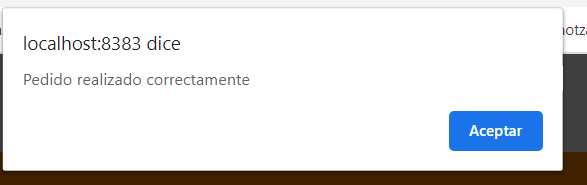 localhost:8383 dice
Pedido realizado correctamente
Aceptar